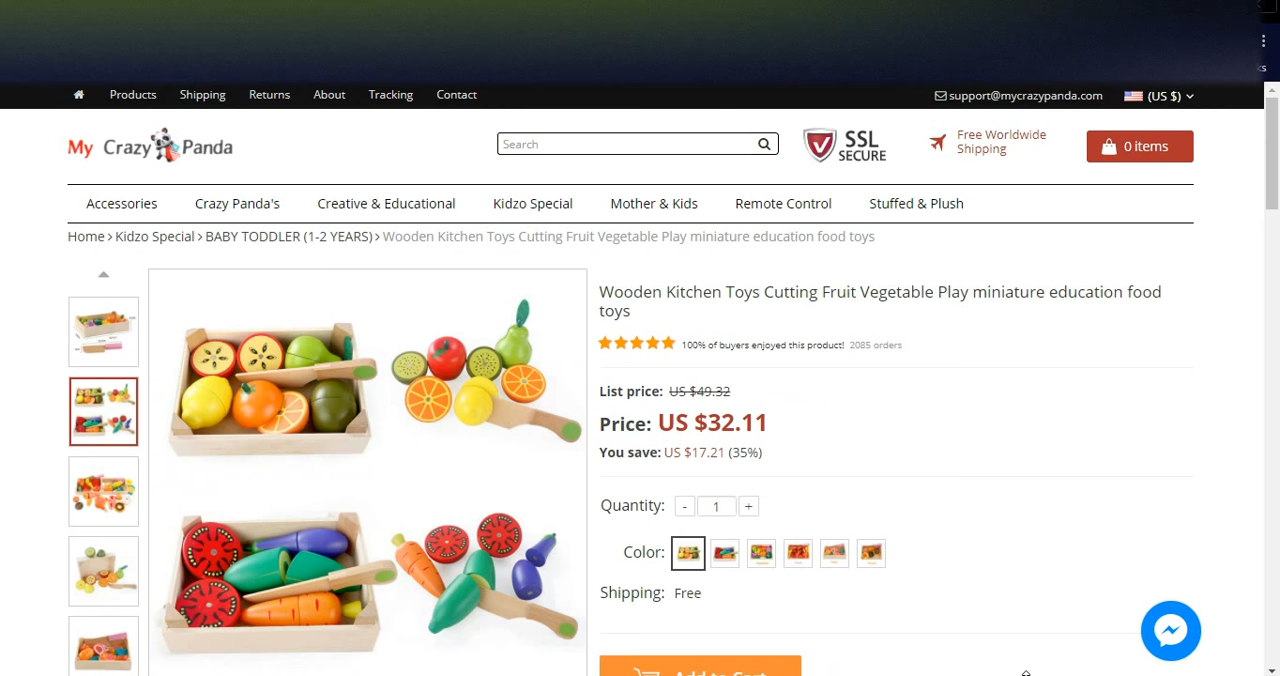 Products Shipping Returns About Tracking Contact
support@mycrazypanda.com (US $)
My Crazy Panda
Search
SSL
SECURE
Free Worldwide
Shipping
0 items
Accessories Crazy Panda's Creative & Educational Kidzo Special Mother & Kids Remote Control Stuffed & Plush
Home › Kidzo Special › BABY TODDLER (1-2 YEARS) › Wooden Kitchen Toys Cutting Fruit Vegetable Play miniature education food toys
Wooden Kitchen Toys Cutting Fruit Vegetable Play miniature education food
toys
100% of buyers enjoyed this product! 2085 orders
List price: US $49.32
Price: US $32.11
You save: US $17.21 (35%)
Quantity: - 1 +
Color:
Shipping: Free
Add to Cart